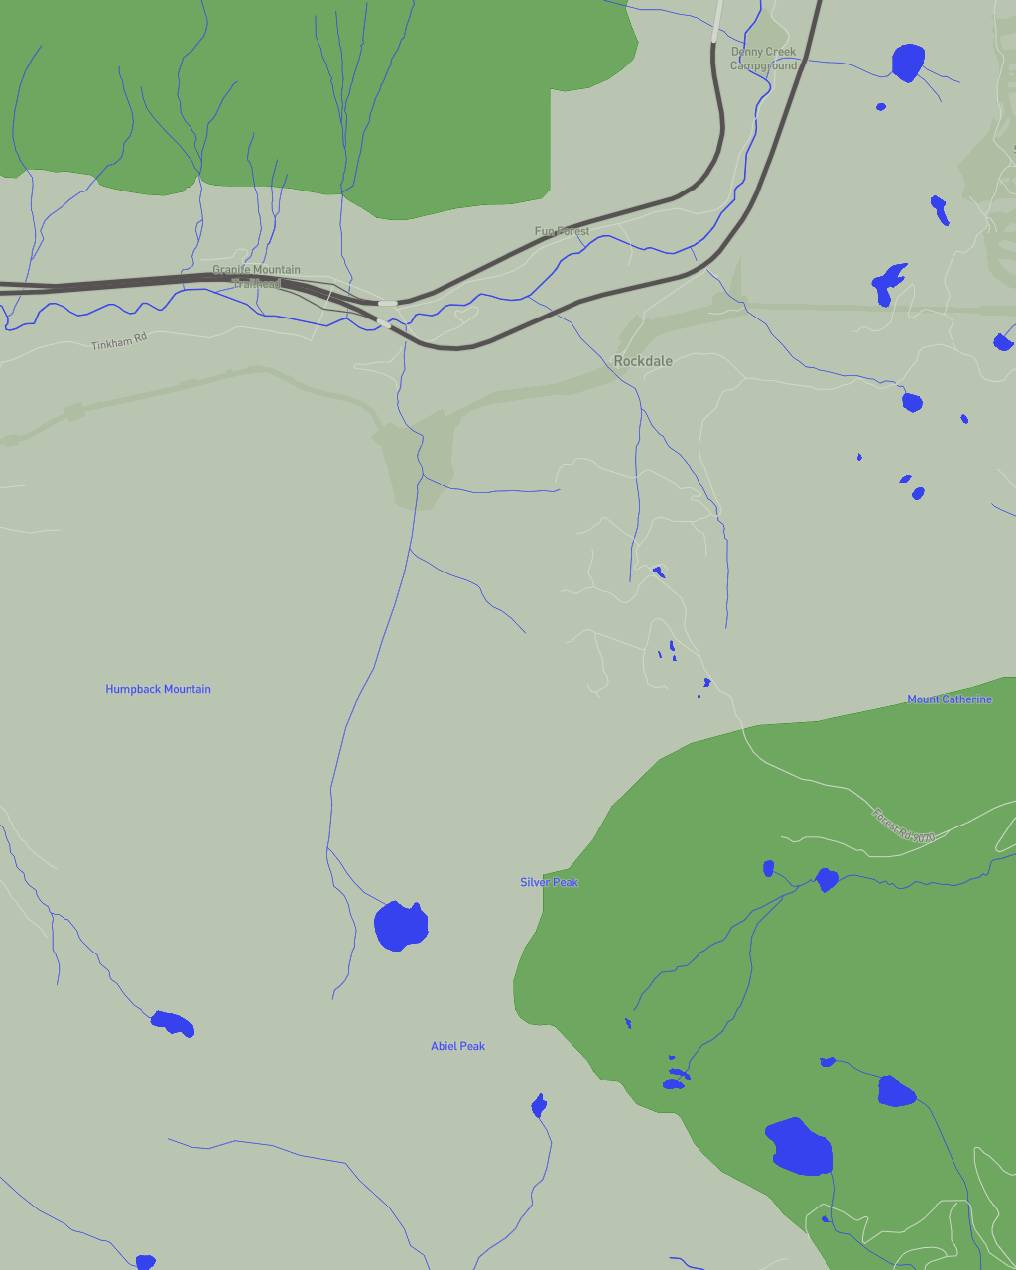 Denny Creek
Campground
Fun Forest
Granite Mountain
Trailhead
Tinkham Rd
Rockdale
Humpback Mountain
Mount Catherine
Forest Rd 9070
Silver Peak
Abiel Peak